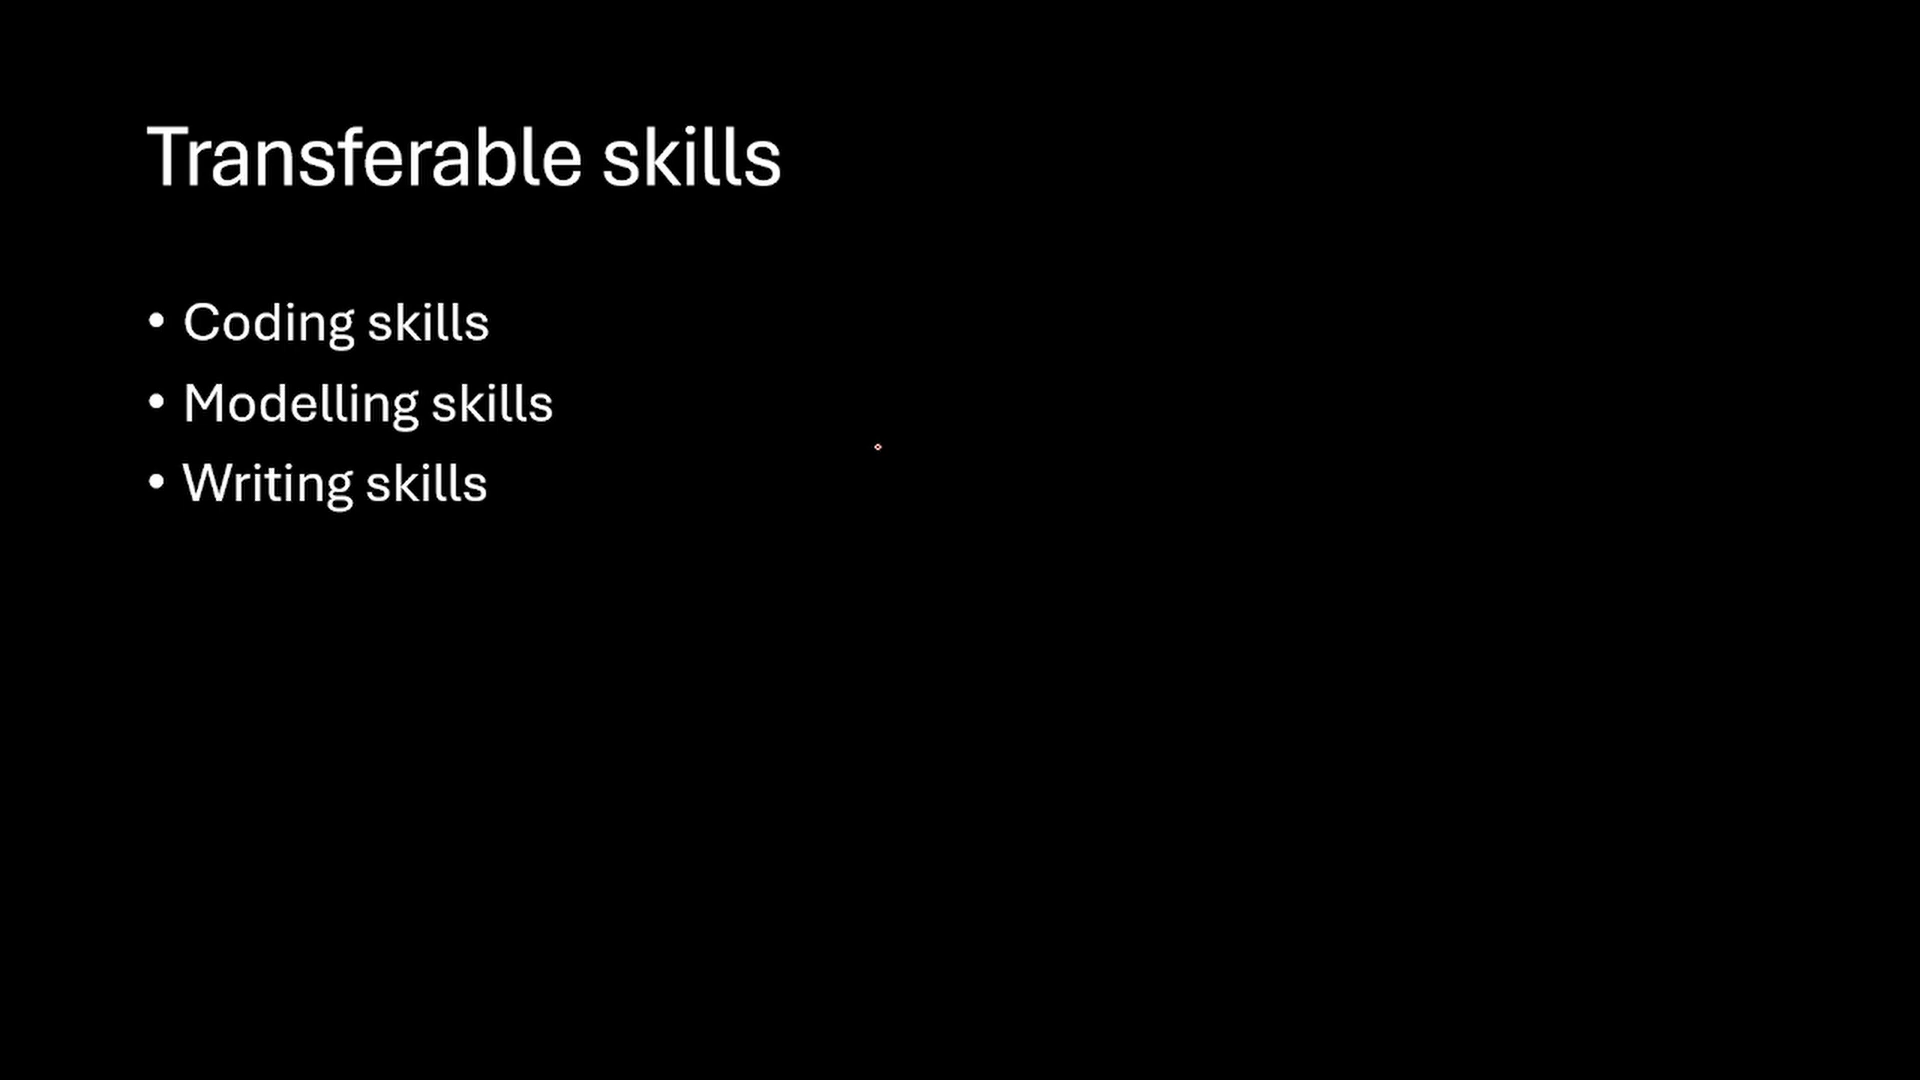 Transferable skills
• Coding skills
• Modelling skills
• Writing skills